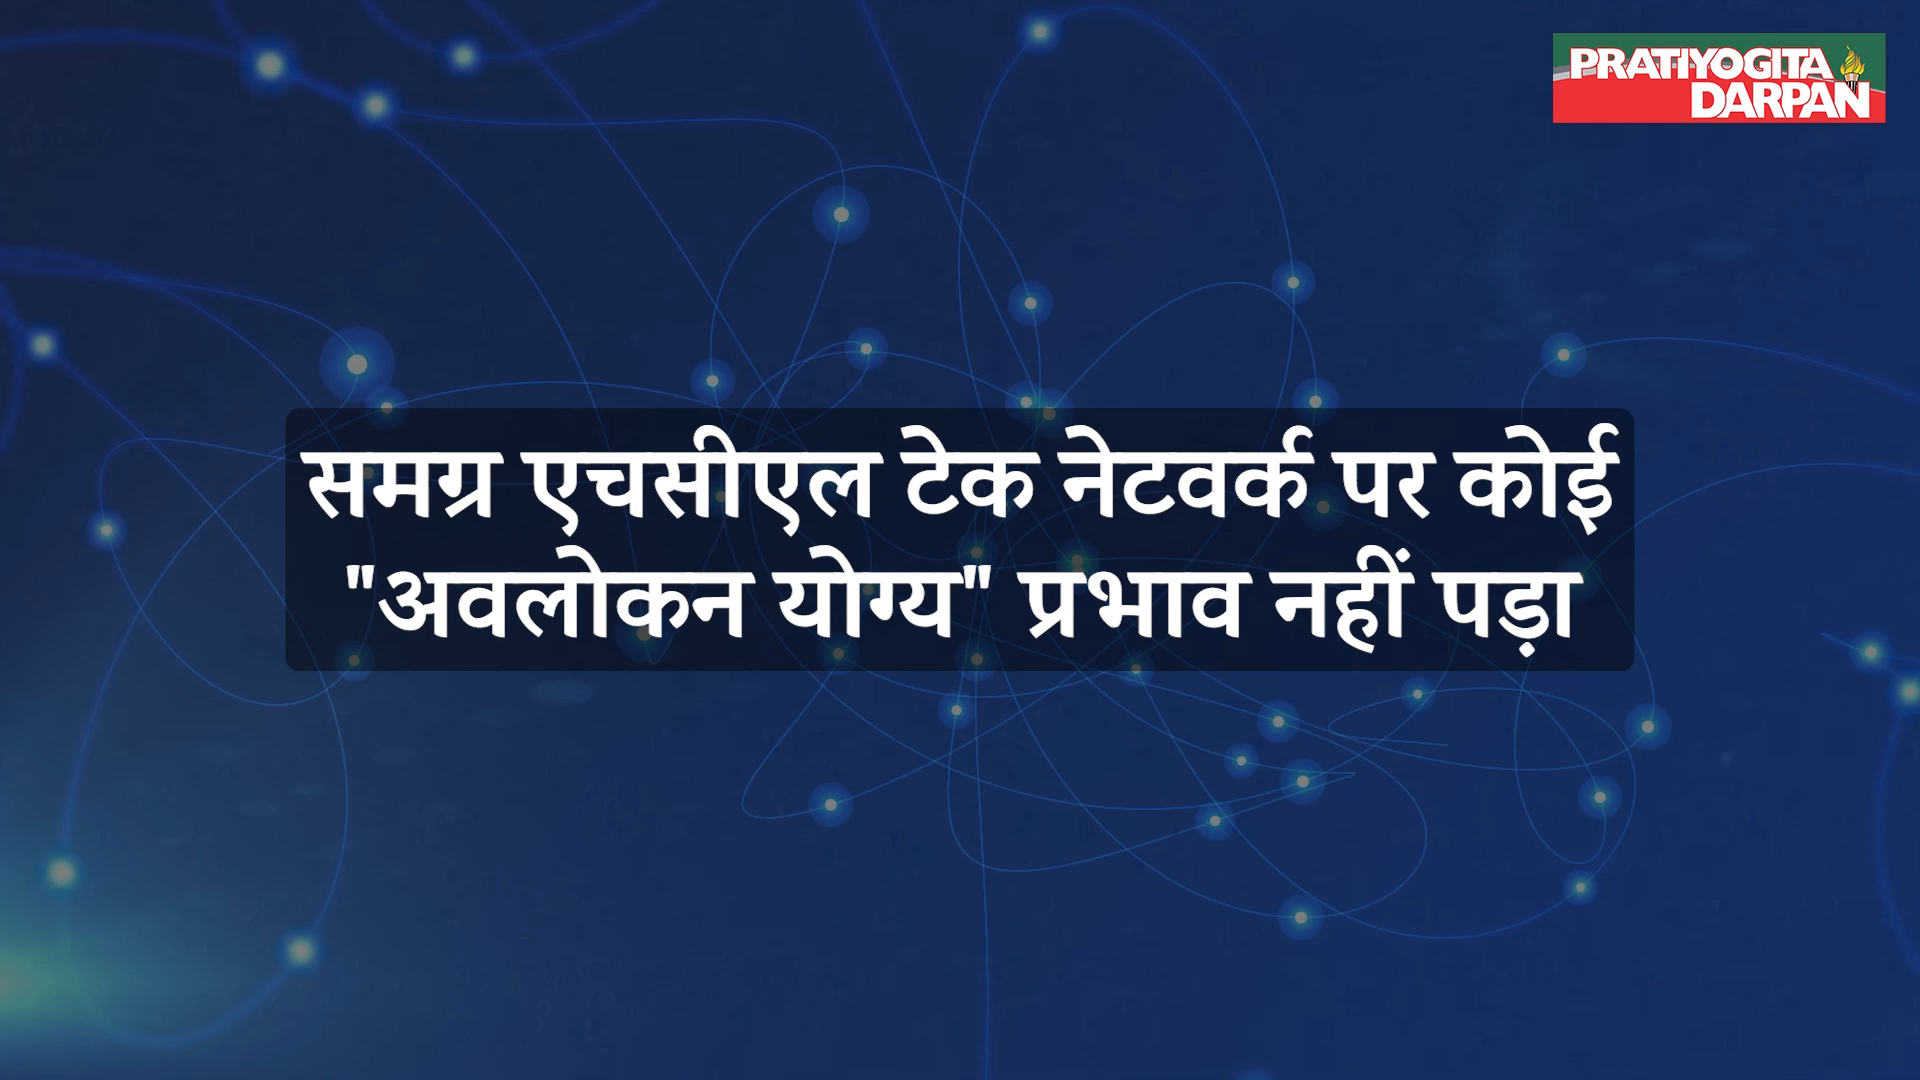 PRATIYOGITA
DARPAN
समग्र एचसीएल टेक नेटवर्क पर कोई
"अवलोकन योग्य" प्रभाव नहीं पड़ा